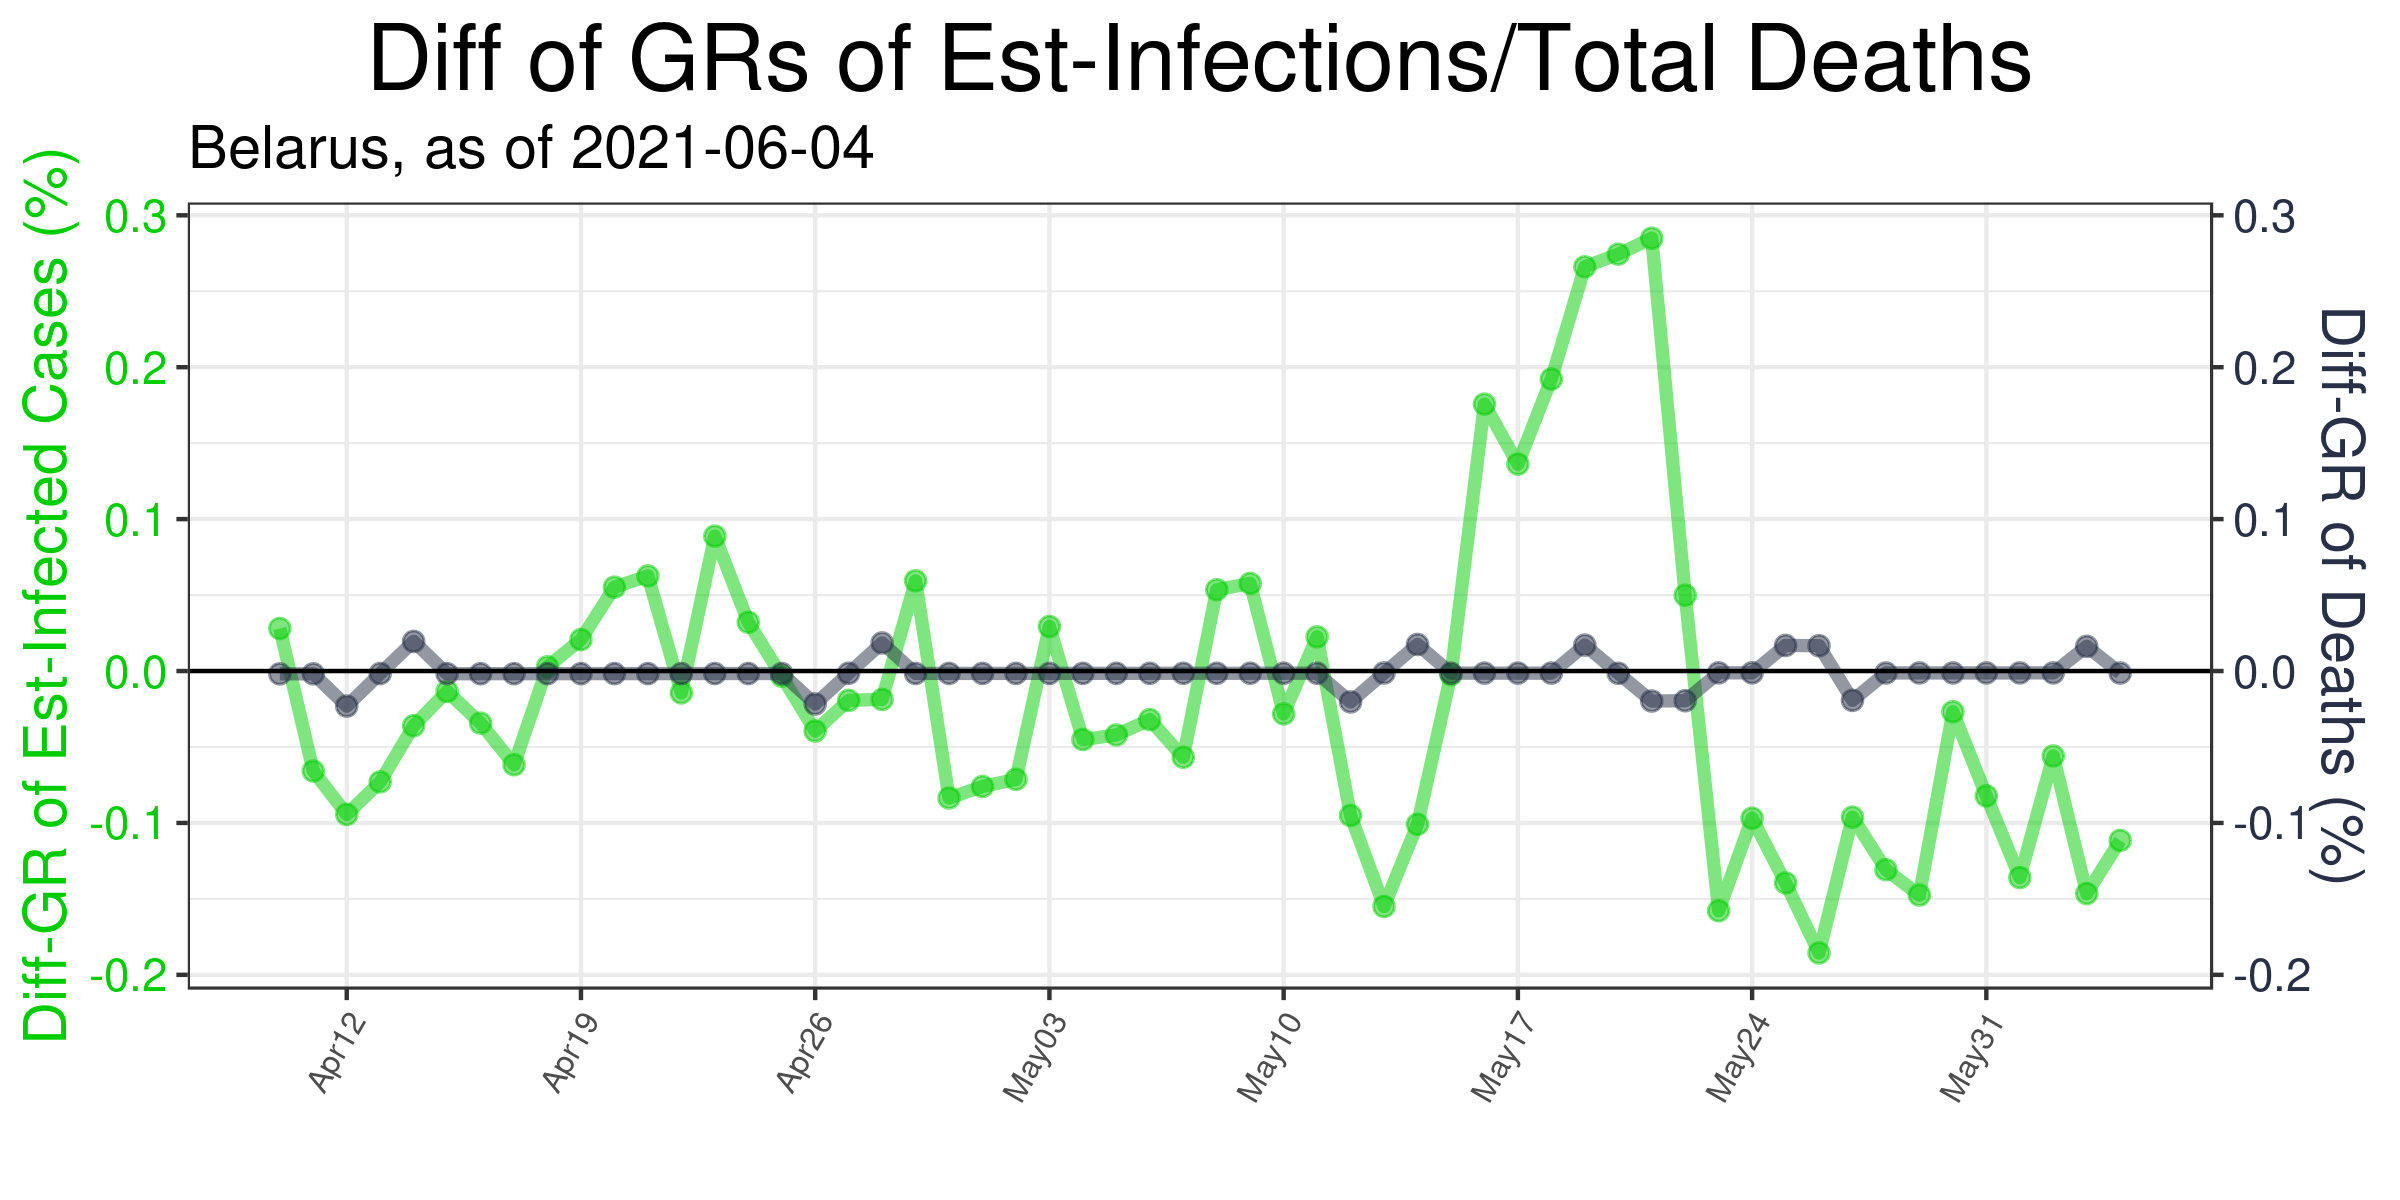 Diff of GRs of Est-Infections/Total Deaths
Belarus, as of 2021-06-04
Diff-GR of Est-Infected Cases (%)
0.3
0.2
0.1
0.0
-0.1
-0.2
0.3
0.2
0.1
0.0
-0.1
-0.2
Diff-GR of Deaths (%)
Apr12
Apr19
Apr26
May03
May10
May17
May24
May31